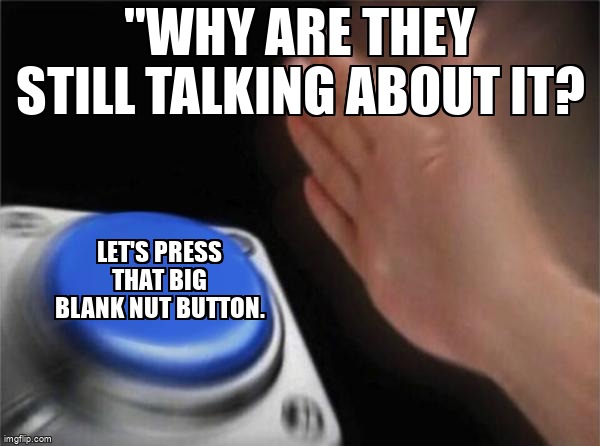 "WHY ARE THEY
STILL TALKING ABOUT IT?
LET'S PRESS
THAT BIG
BLANK NUT BUTTON.
imgflip.com